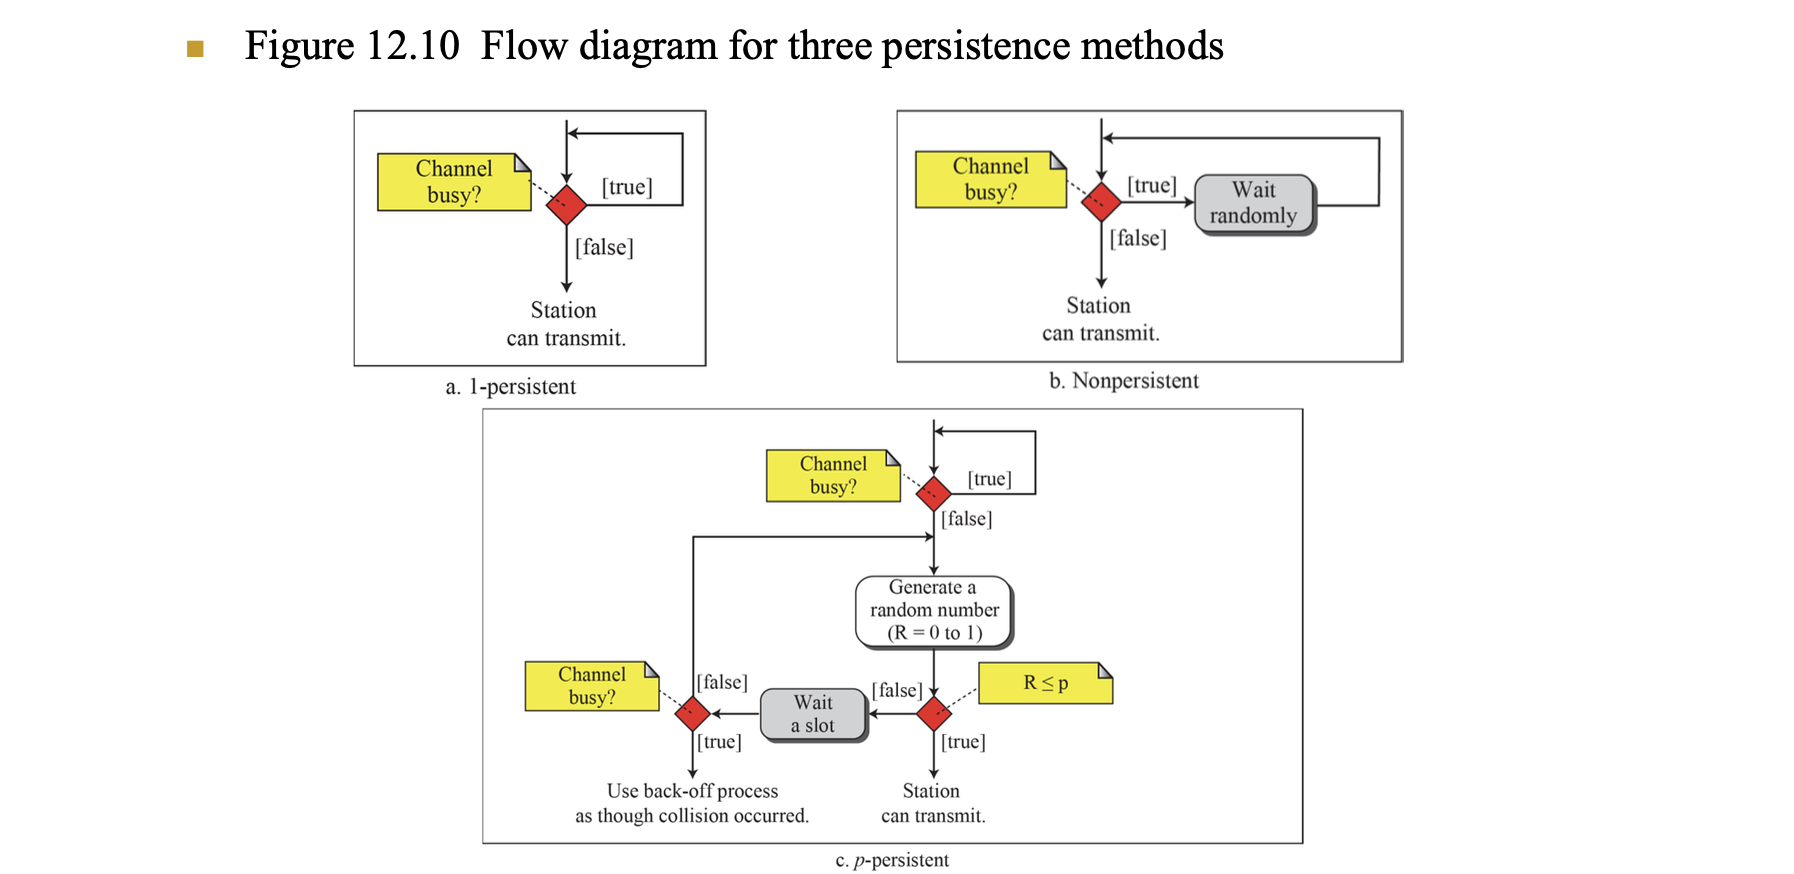 Figure 12.10 Flow diagram for three persistence methods
Channel
busy?
[true]
[false]
Station
can transmit.
a. 1-persistent
Channel
busy?
[true]
Wait
randomly
[false]
Station
can transmit.
b. Nonpersistent
Channel
busy?
[true]
[false]
Generate a
random number
(R = 0 to 1)
Channel
busy?
[false]
Wait
a slot
[false]
R ≤ p
[true]
[true]
Use back-off process
as though collision occurred.
Station
can transmit.
c. p-persistent